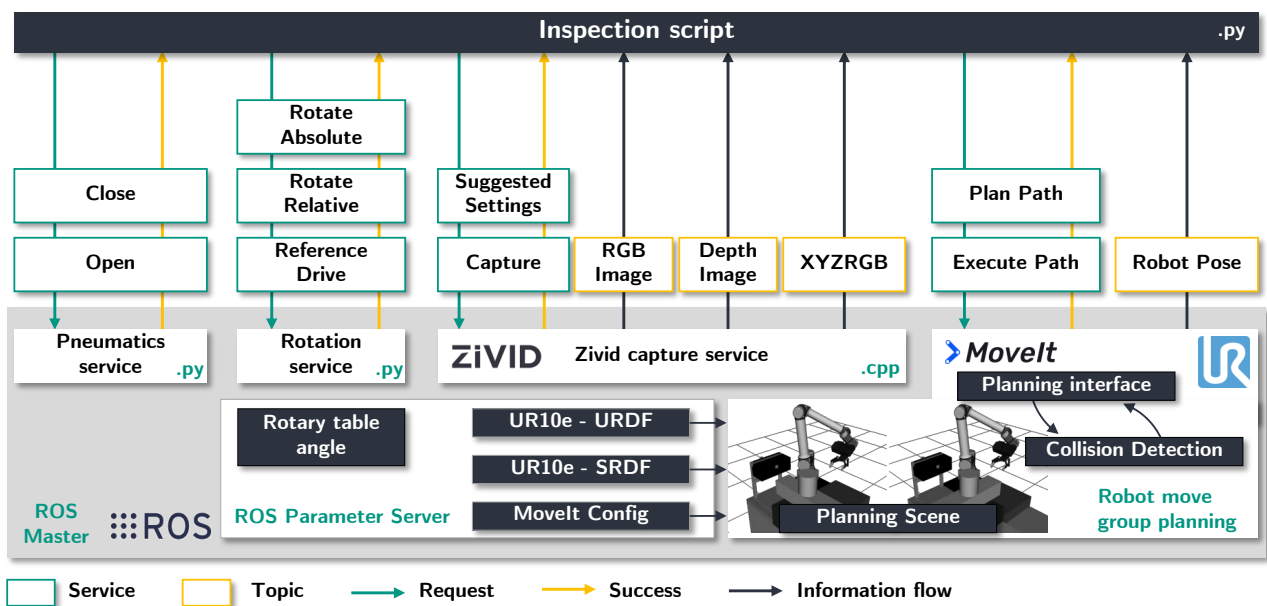 Inspection script
.py
Rotate
Absolute
Close
Rotate
Relative
Suggested
Settings
Plan Path
Open
Reference
Drive
Capture
RGB
Image
Depth
Image
XYZRGB
Execute Path
Robot Pose
Pneumatics
service
.py
Rotation
service
.py
ZiVID
Zivid capture service
.cpp
MoveIt
UR
Planning interface
Collision Detection
Rotary table
angle
UR10e - URDF
UR10e - SRDF
MoveIt Config
Planning Scene
Robot move
group planning
ROS
Master
ROS
ROS Parameter Server
Service
Topic
Request
Success
Information flow